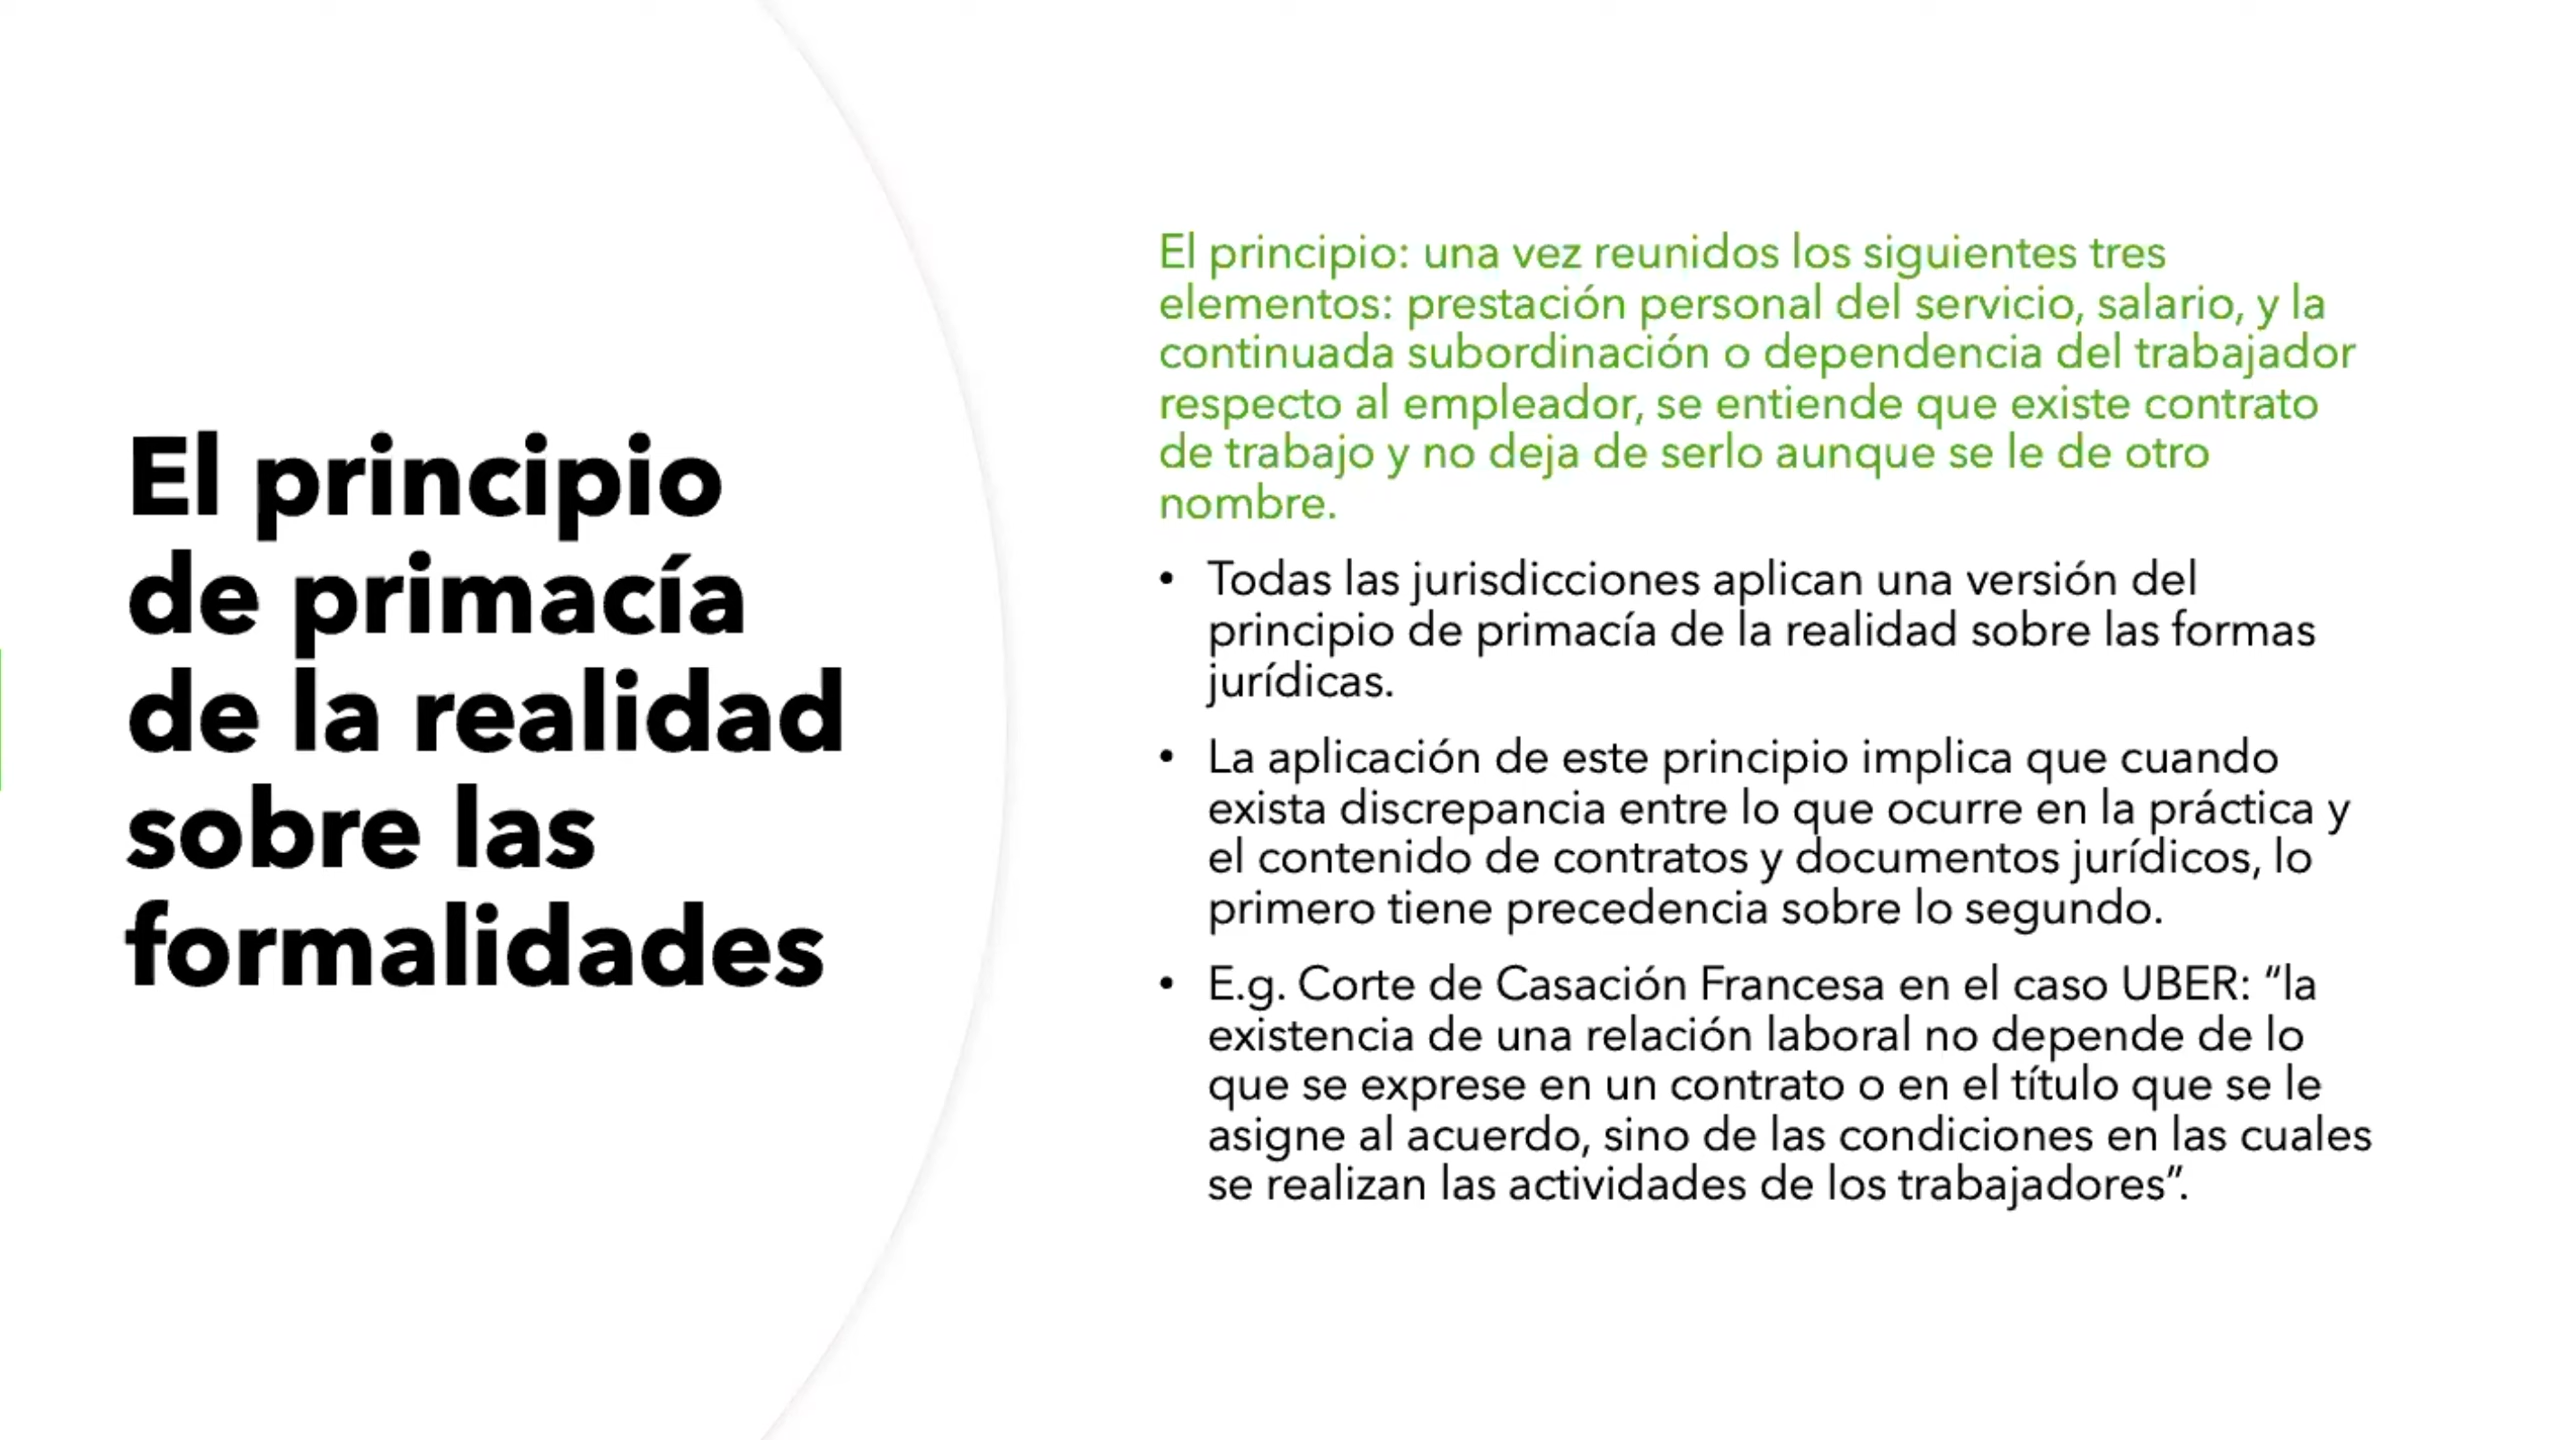 El principio
de primacía
de la realidad
sobre las
formalidades
El principio: una vez reunidos los siguientes tres
elementos: prestación personal del servicio, salario, y la
continuada subordinación o dependencia del trabajador
respecto al empleador, se entiende que existe contrato
de trabajo y no deja de serlo aunque se le de otro
nombre.
• Todas las jurisdicciones aplican una versión del
principio de primacía de la realidad sobre las formas
jurídicas.
• La aplicación de este principio implica que cuando
exista discrepancia entre lo que ocurre en la práctica y
el contenido de contratos y documentos jurídicos, lo
primero tiene precedencia sobre lo segundo.
• E.g. Corte de Casación Francesa en el caso UBER: “la
existencia de una relación laboral no depende de lo
que se exprese en un contrato o en el título que se le
asigne al acuerdo, sino de las condiciones en las cuales
se realizan las actividades de los trabajadores”.